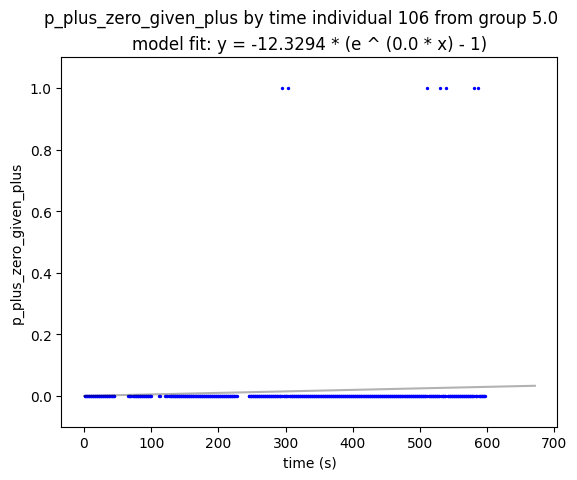 p_plus_zero_given_plus by time individual 106 from group 5.0
model fit: y = -12.3294 * (e ^ (0.0 * x) - 1)
1.0
0.8
0.6
0.4
0.2
0.0
p_plus_zero_given_plus
0 100 200 300 400 500 600 700
time (s)